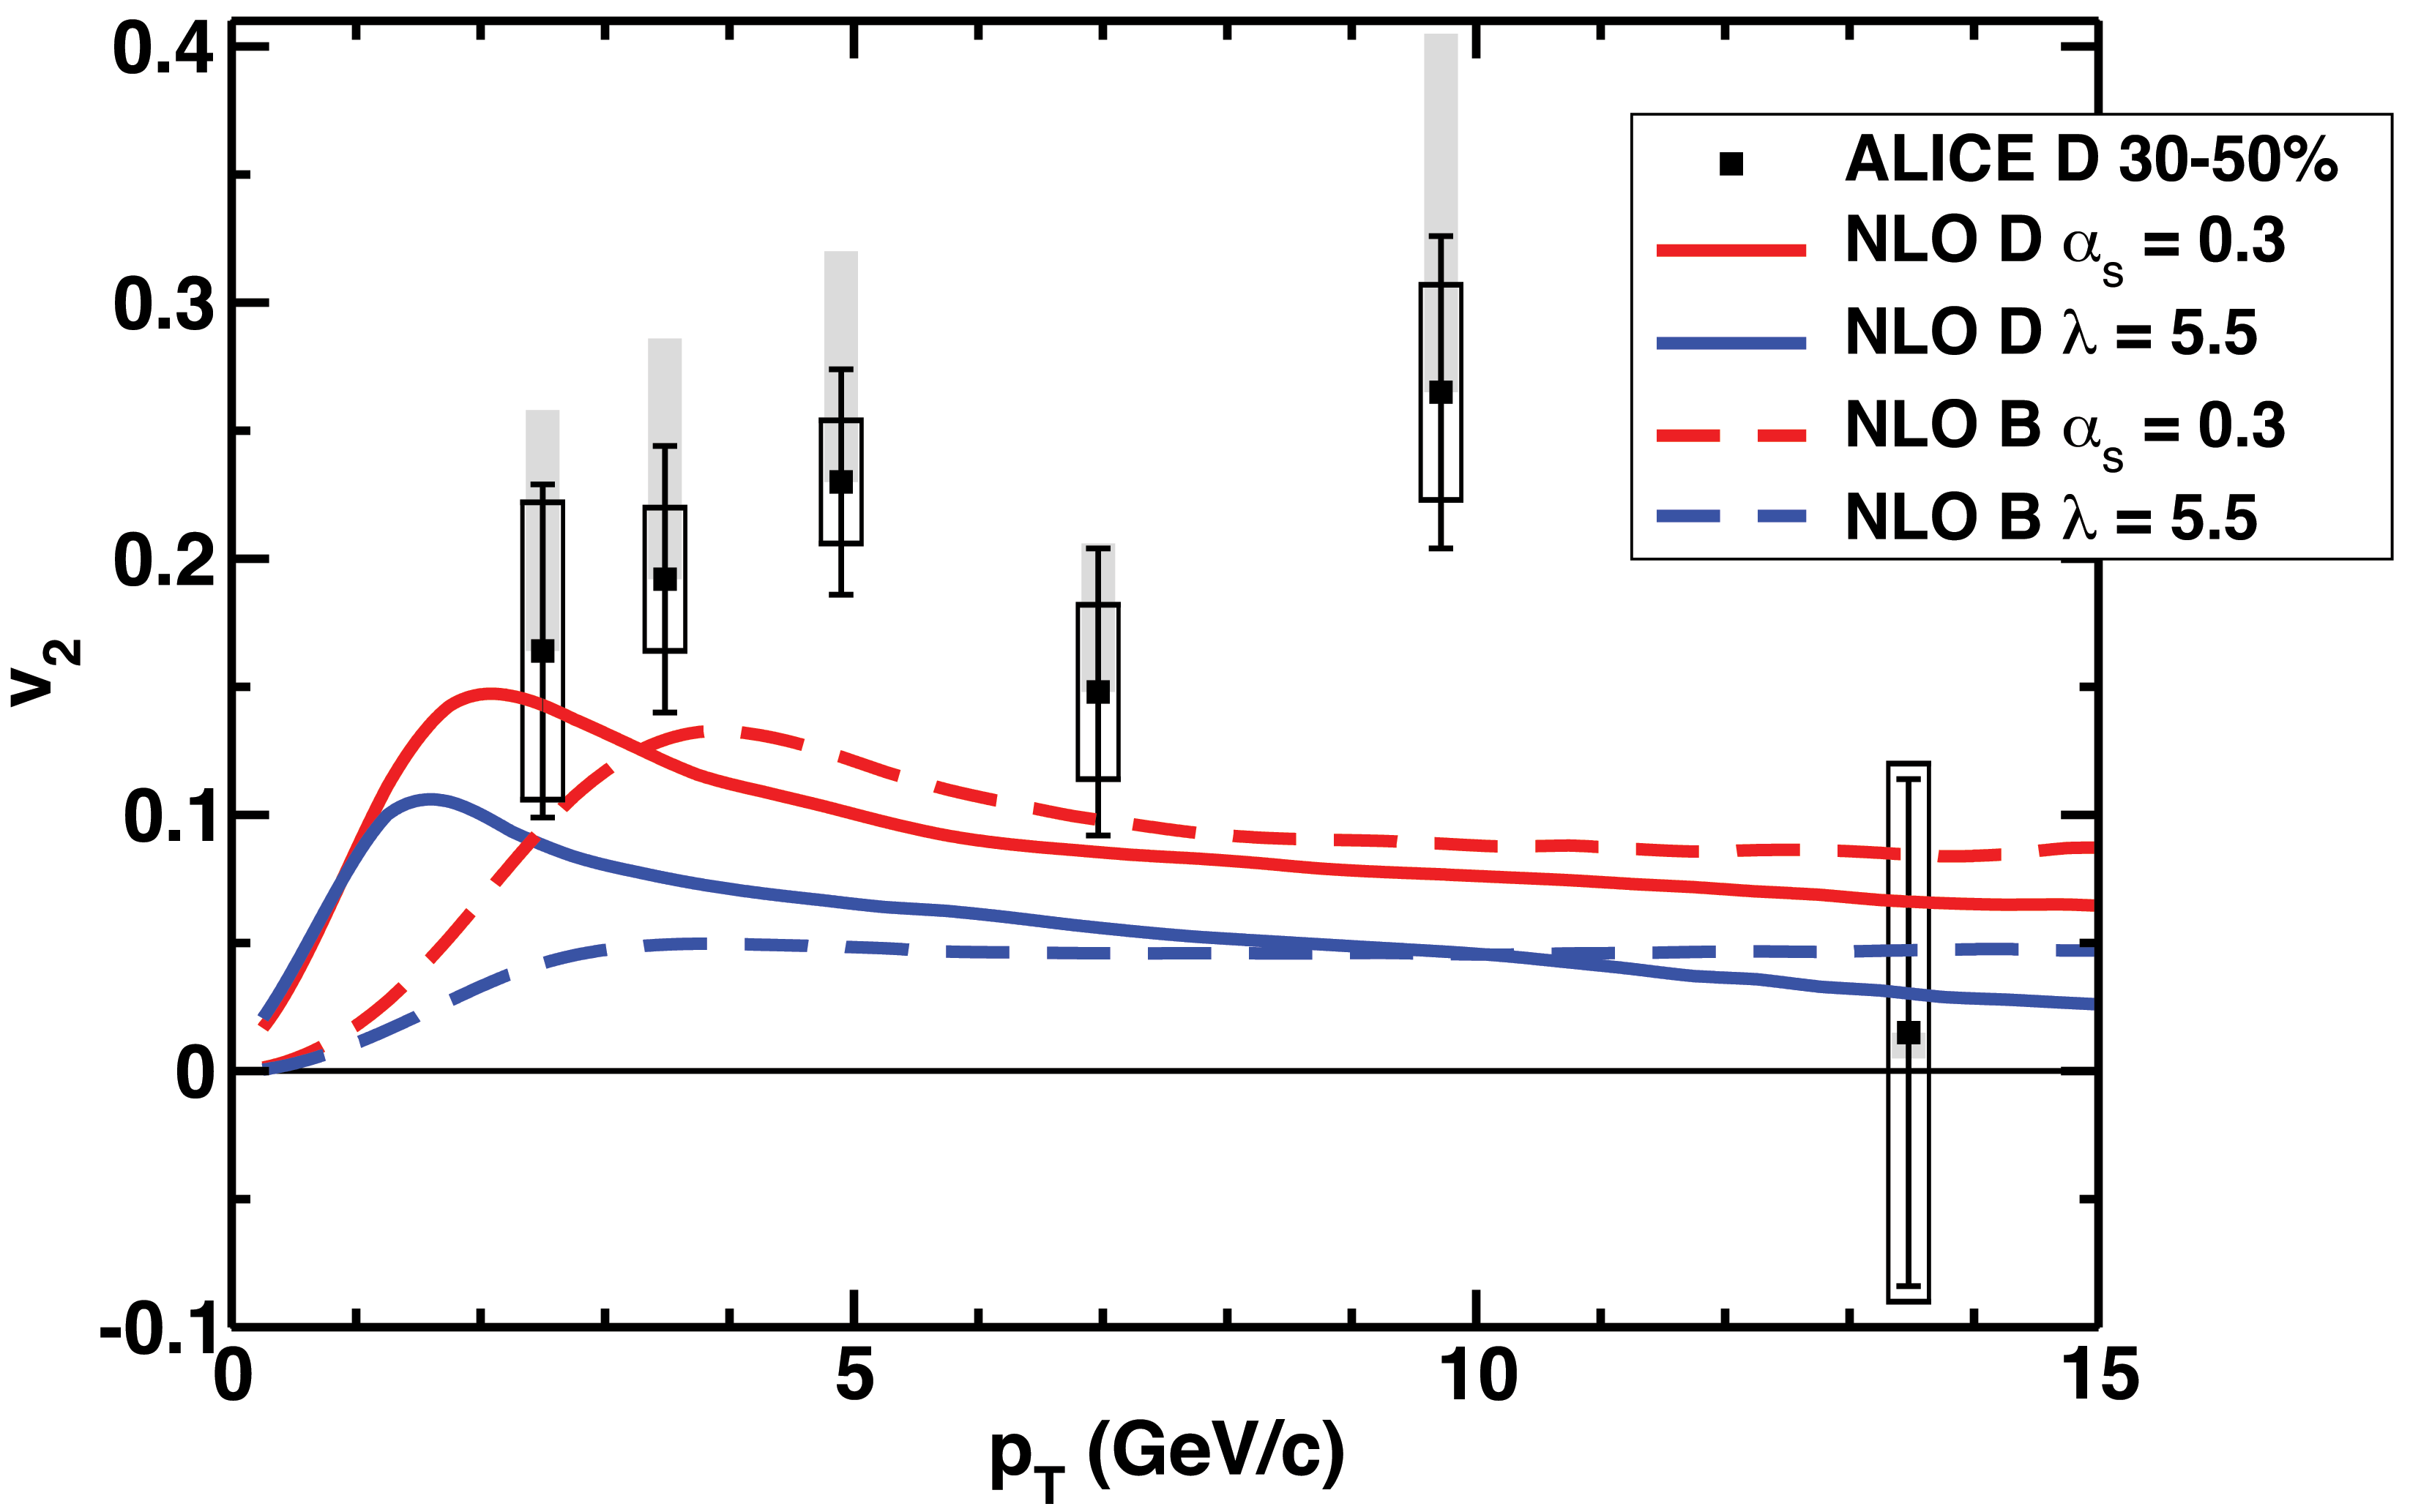 0.4
0.3
0.2
0.1
0
-0.1
v2
0
5
10
15
pT (GeV/c)
ALICE D 30-50%
NLO D αs = 0.3
NLO D λ = 5.5
NLO B αs = 0.3
NLO B λ = 5.5